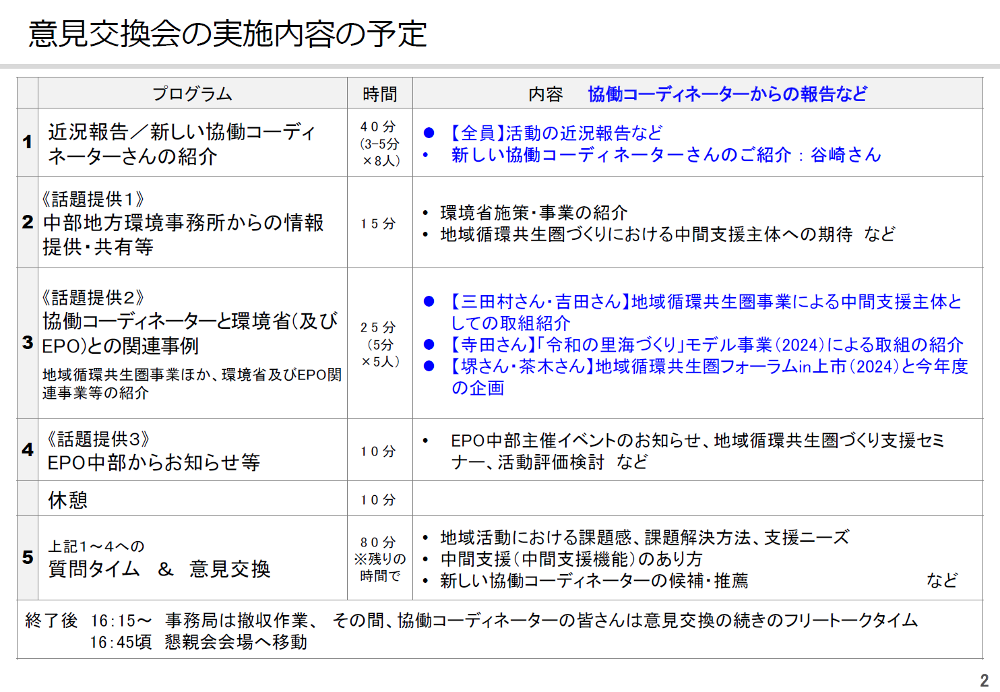 意見交換会の実施内容の予定
プログラム
時間
内容　協働コーディネーターからの報告など
1
近況報告／新しい協働コーディ
ネーターさんの紹介
４０分
（3-5分
×8人）
● 【全員】活動の近況報告など
• 新しい協働コーディネーターさんのご紹介：谷崎さん
2
《話題提供１》
中部地方環境事務所からの情報
提供・共有等
１５分
• 環境省施策・事業の紹介
• 地域循環共生圏づくりにおける中間支援主体への期待　など
3
《話題提供２》
協働コーディネーターと環境省（及び
EPO）との関連事例
地域循環共生圏事業ほか、環境省及びEPO関
連事業等の紹介
２５分
（5分
×5人）
● 【三田村さん・吉田さん】地域循環共生圏事業による中間支援主体と
しての取組紹介
● 【寺田さん】「令和の里海づくり」モデル事業（2024）による取組の紹介
● 【堺さん・茶木さん】地域循環共生圏フォーラムin上市（2024）と今年度
の企画
4
《話題提供３》
EPO中部からお知らせ等
１０分
• EPO中部主催イベントのお知らせ、地域循環共生圏づくり支援セミ
ナー、活動評価検討　など
休憩
１０分
5
上記１～４への
質問タイム　＆　意見交換
８０分
※残りの
時間で
• 地域活動における課題感、課題解決方法、支援ニーズ
• 中間支援（中間支援機能）のあり方
• 新しい協働コーディネーターの候補・推薦　など
終了後　16：15～　事務局は撤収作業、　その間、協働コーディネーターの皆さんは意見交換の続きのフリートークタイム
16：45頃　懇親会会場へ移動
2